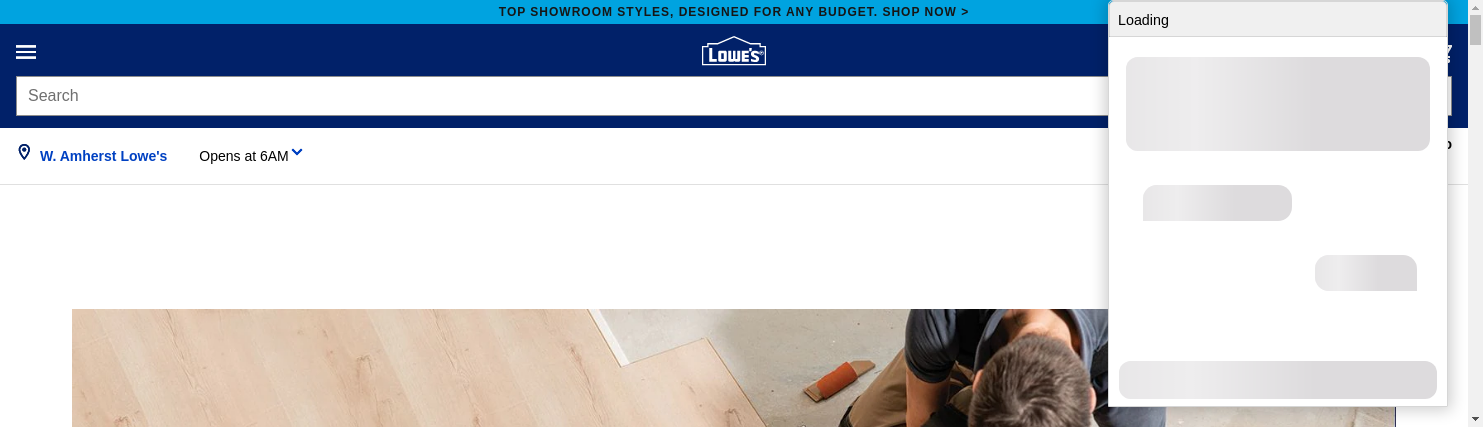 TOP SHOWROOM STYLES, DESIGNED FOR ANY BUDGET. SHOP NOW >
Loading
LOWE'S
Search
W. Amherst Lowe's
Opens at 6AM